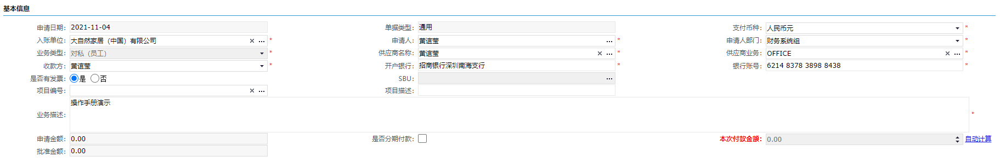 基本信息
申请日期： 2021-11-04 单据类型： 通用 支付币种： 人民币元 *
入账单位： 大自然家居（中国）有限公司 × ... * 申请人： 黄谊莹 ... * 申请人部门： 财务系统组 *
业务类型： 对私（员工） * 供应商名称： 黄谊莹 × ... * 供应商业务： OFFICE × ... *
收款方： 黄谊莹 * 开户银行： 招商银行深圳南海支行 * 银行账号： 6214 8378 3898 8438 *
是否有发票： 是 否 SBU： ...
项目编号： × ... 项目描述：
业务描述： 操作手册演示 *
申请金额： 0.00 是否分期付款： 本次付款金额： 0.00 自动计算
批准金额： 0.00